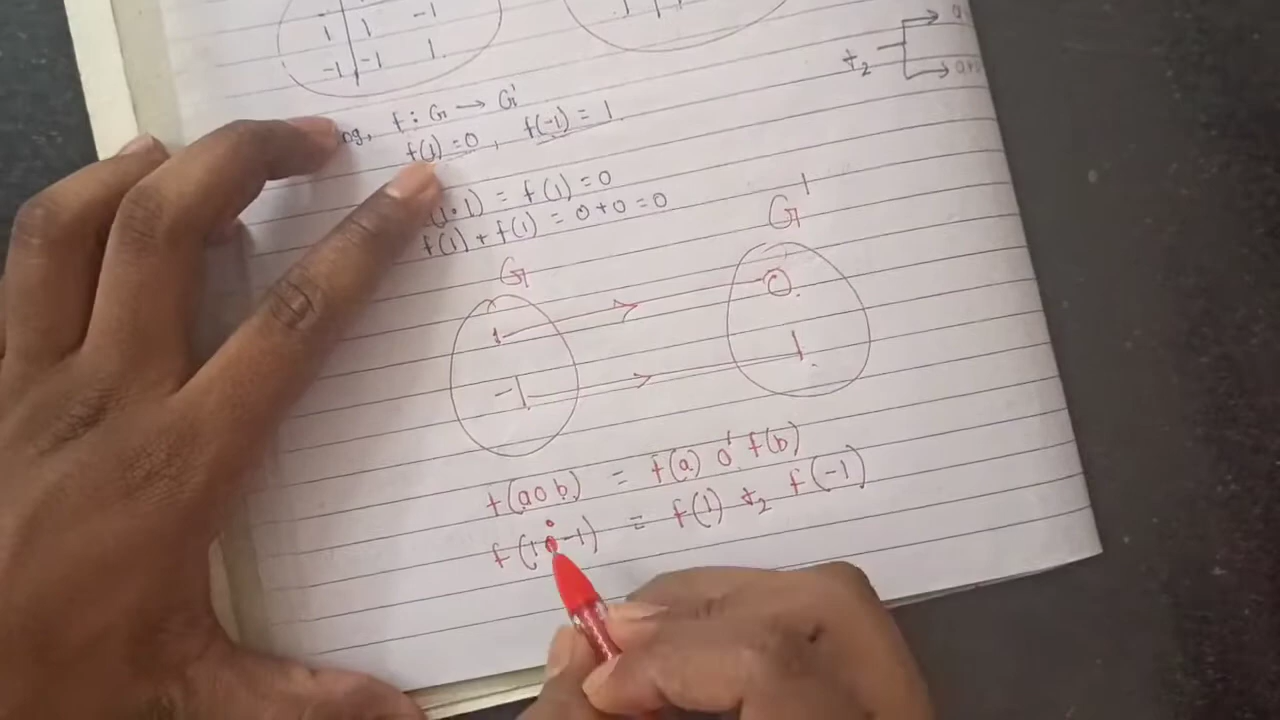 1 | 1 -1
-1 | -1 1
f : G → G'
f(1) = 0 , f(-1) = 1.
(1·1) = f(1) = 0
f(1) + f(1) = 0+0 = 0
G G'
1 0.
-1. 1.
f(a o b) = f(a) o' f(b)
f(1 · -1) = f(1) +₂ f(-1)
+₂